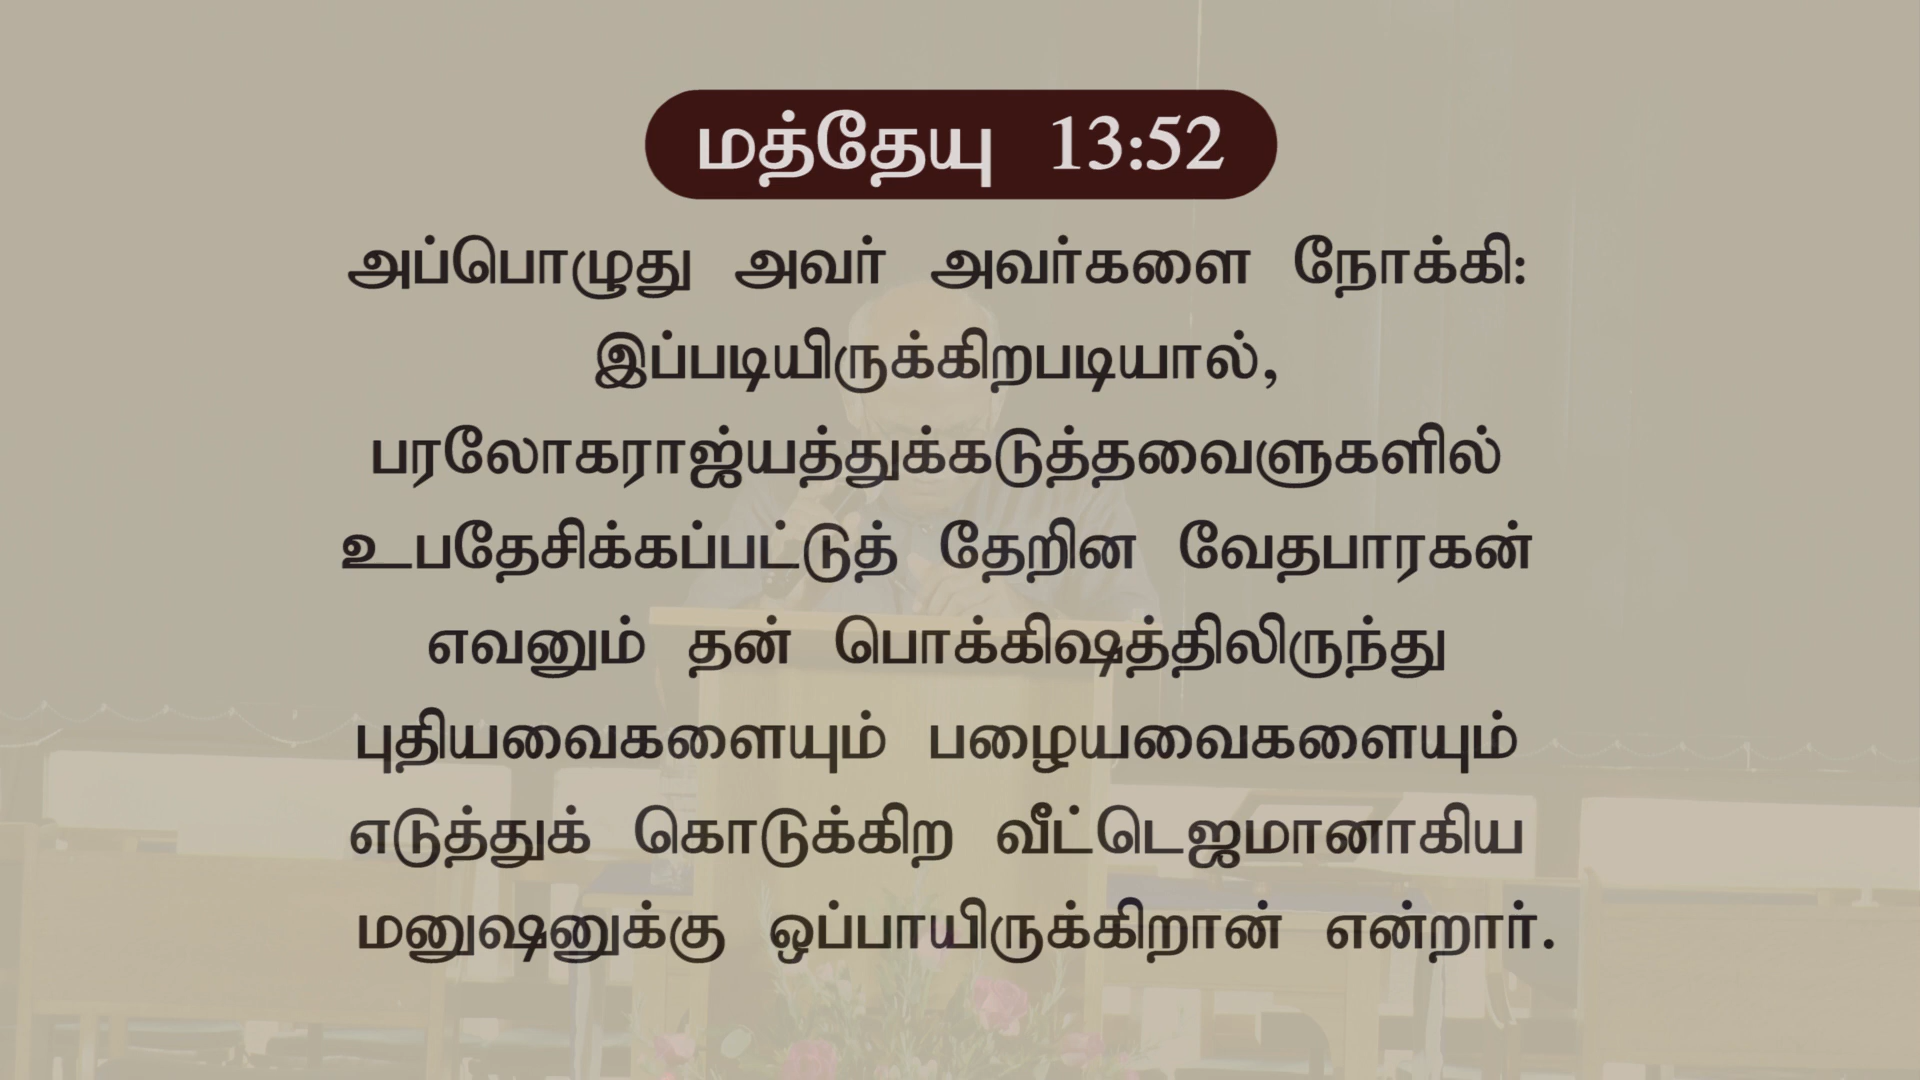 மத்தேயு 13:52
அப்பொழுது அவர் அவர்களை நோக்கி:
இப்படியிருக்கிறபடியால்,
பரலோகராஜ்யத்துக்கடுத்தவைளுகளில்
உபதேசிக்கப்பட்டுத் தேறின வேதபாரகன்
எவனும் தன் பொக்கிஷத்திலிருந்து
புதியவைகளையும் பழையவைகளையும்
எடுத்துக் கொடுக்கிற வீட்டெஜமானாகிய
மனுஷனுக்கு ஒப்பாயிருக்கிறான் என்றார்.